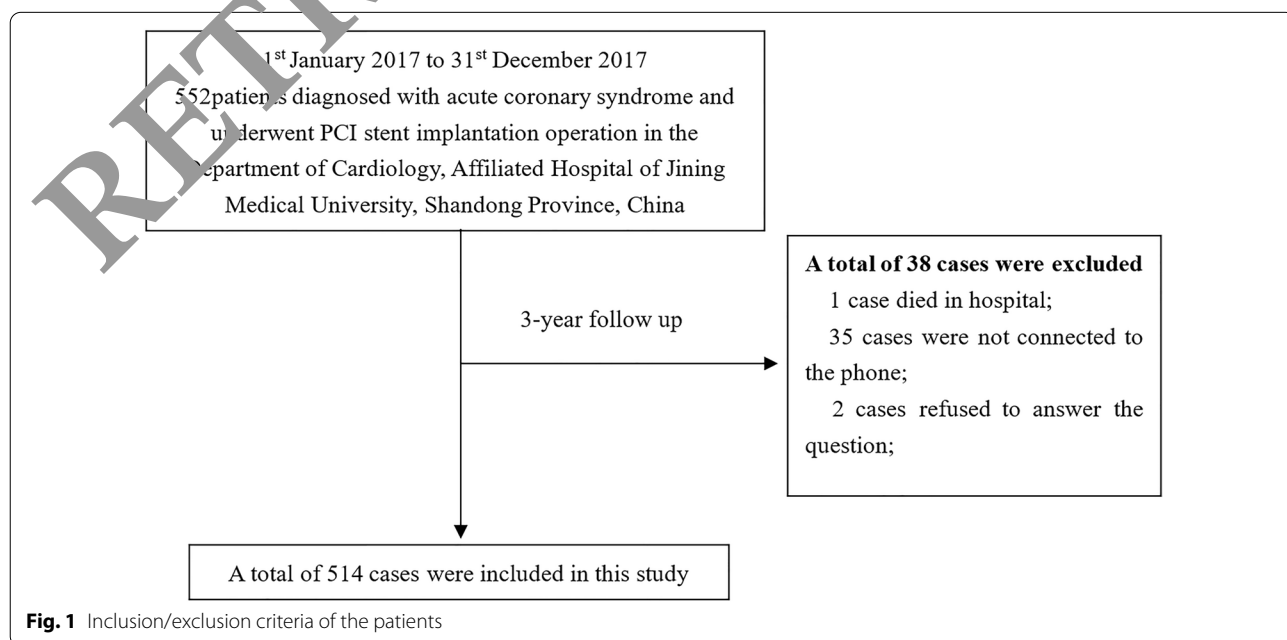 RETR
1st January 2017 to 31st December 2017
552patients diagnosed with acute coronary syndrome and
underwent PCI stent implantation operation in the
Department of Cardiology, Affiliated Hospital of Jining
Medical University, Shandong Province, China
A total of 38 cases were excluded
1 case died in hospital;
35 cases were not connected to
the phone;
2 cases refused to answer the
question;
3-year follow up
A total of 514 cases were included in this study
Fig. 1 Inclusion/exclusion criteria of the patients